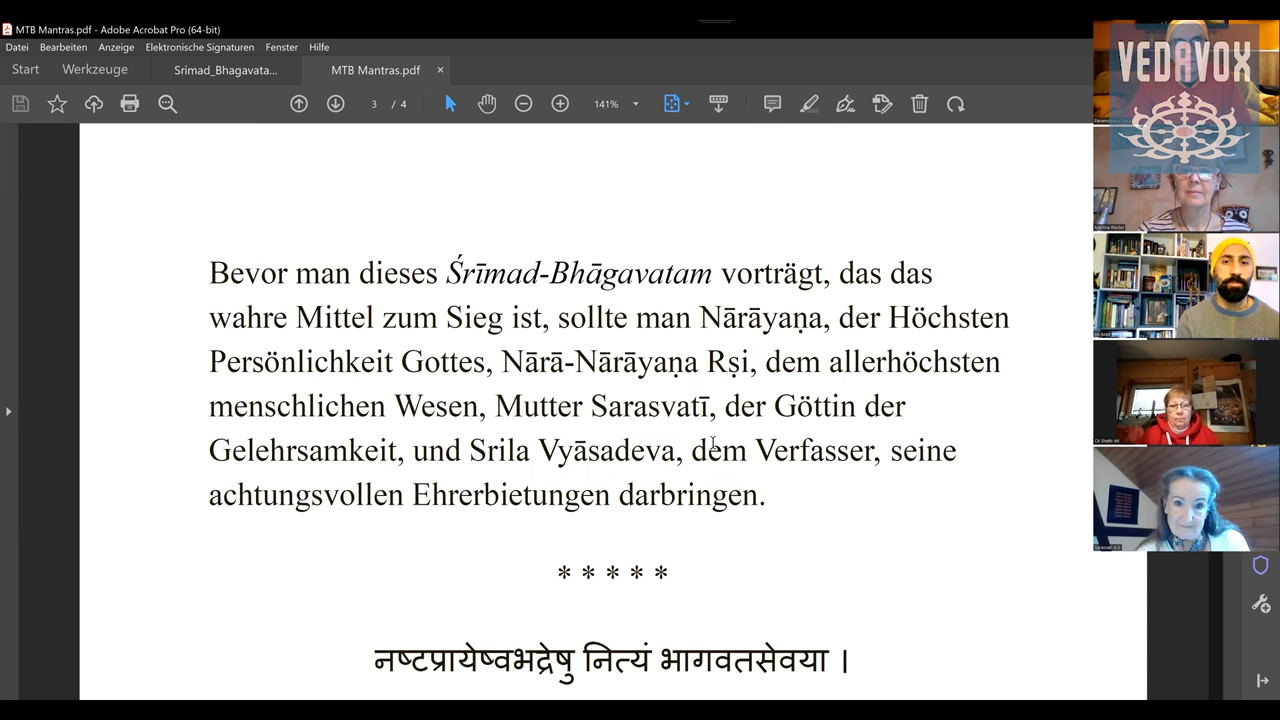 MTB Mantras.pdf - Adobe Acrobat Pro (64-bit)
Datei Bearbeiten Anzeige Elektronische Signaturen Fenster Hilfe
Start Werkzeuge Srimad_Bhagavata... MTB Mantras.pdf ×
3 / 4 141%
VEDAVOX
Bevor man dieses Śrīmad-Bhāgavatam vorträgt, das das
wahre Mittel zum Sieg ist, sollte man Nārāyaṇa, der Höchsten
Persönlichkeit Gottes, Nārā-Nārāyaṇa Rṣi, dem allerhöchsten
menschlichen Wesen, Mutter Sarasvatī, der Göttin der
Gelehrsamkeit, und Srila Vyāsadeva, dem Verfasser, seine
achtungsvollen Ehrerbietungen darbringen.
* * * * *
नष्टप्रायेष्वभद्रेषु नित्यं भागवतसेवया ।